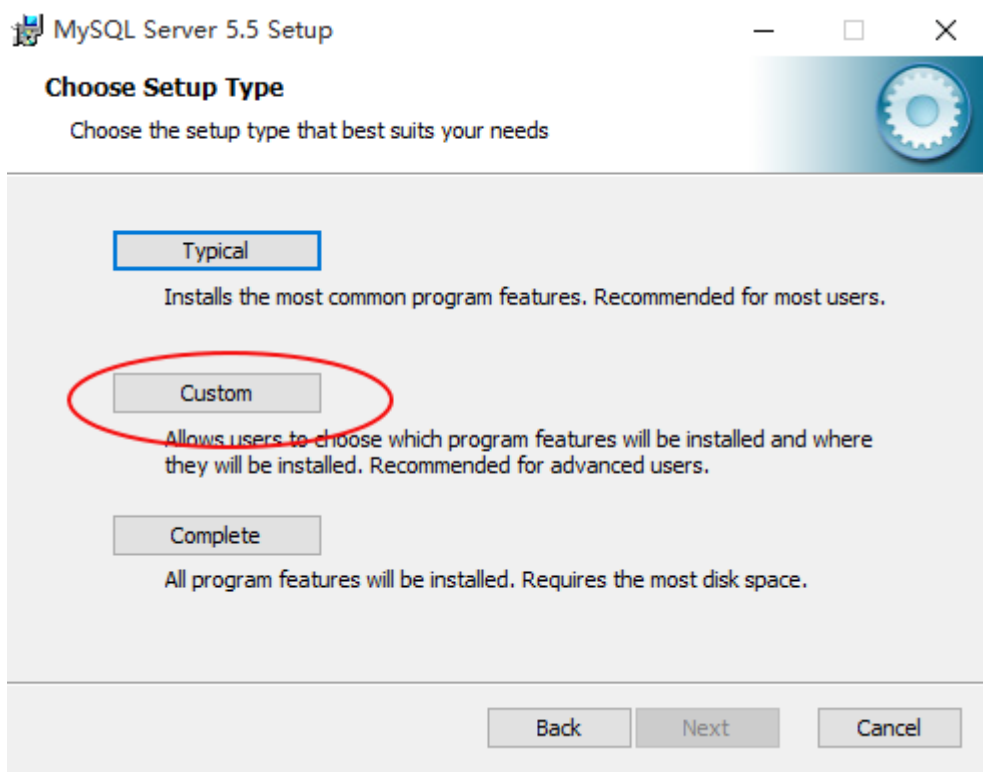 MySQL Server 5.5 Setup
Choose Setup Type
Choose the setup type that best suits your needs
Typical
Installs the most common program features. Recommended for most users.
Custom
Allows users to choose which program features will be installed and where
they will be installed. Recommended for advanced users.
Complete
All program features will be installed. Requires the most disk space.
Back Next Cancel